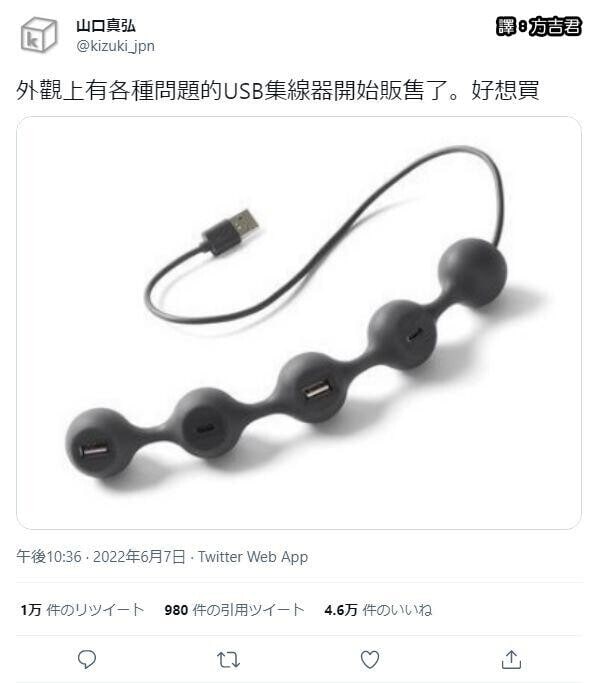 山口真弘
@kizuki_jpn
譯θ方吉君
外觀上有各種問題的USB集線器開始販售了。好想買
午後10:36 · 2022年6月7日 · Twitter Web App
1万 件のリツイート 980 件の引用ツイート 4.6万 件のいいね